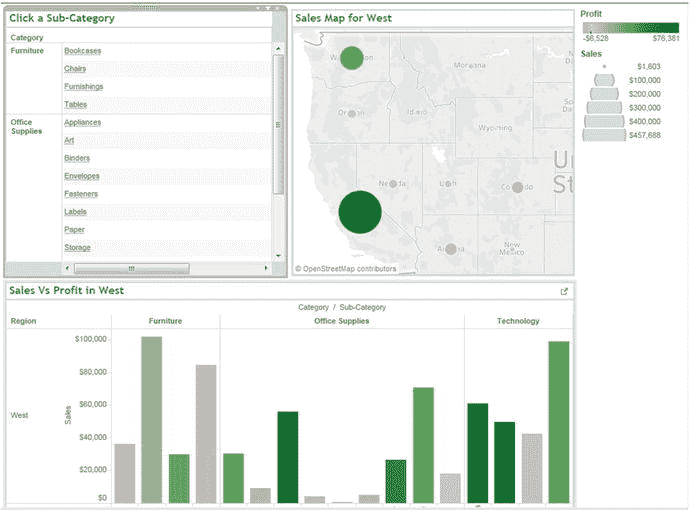 Click a Sub-Category
Category
Furniture
Bookcases
Chairs
Furnishings
Tables
Office
Supplies
Appliances
Art
Binders
Envelopes
Fasteners
Labels
Paper
Storage
Sales Map for West
Montana
Idaho
Wyoming
Nevada
Utah
New
Mexico
© OpenStreetMap contributors
Profit
-$6,528
$76,381
Sales
$1,603
$100,000
$200,000
$300,000
$400,000
$457,688
Sales Vs Profit in West
Category / Sub-Category
Region
Furniture
Office Supplies
Technology
West
Sales
$100,000
$80,000
$60,000
$40,000
$20,000
$0